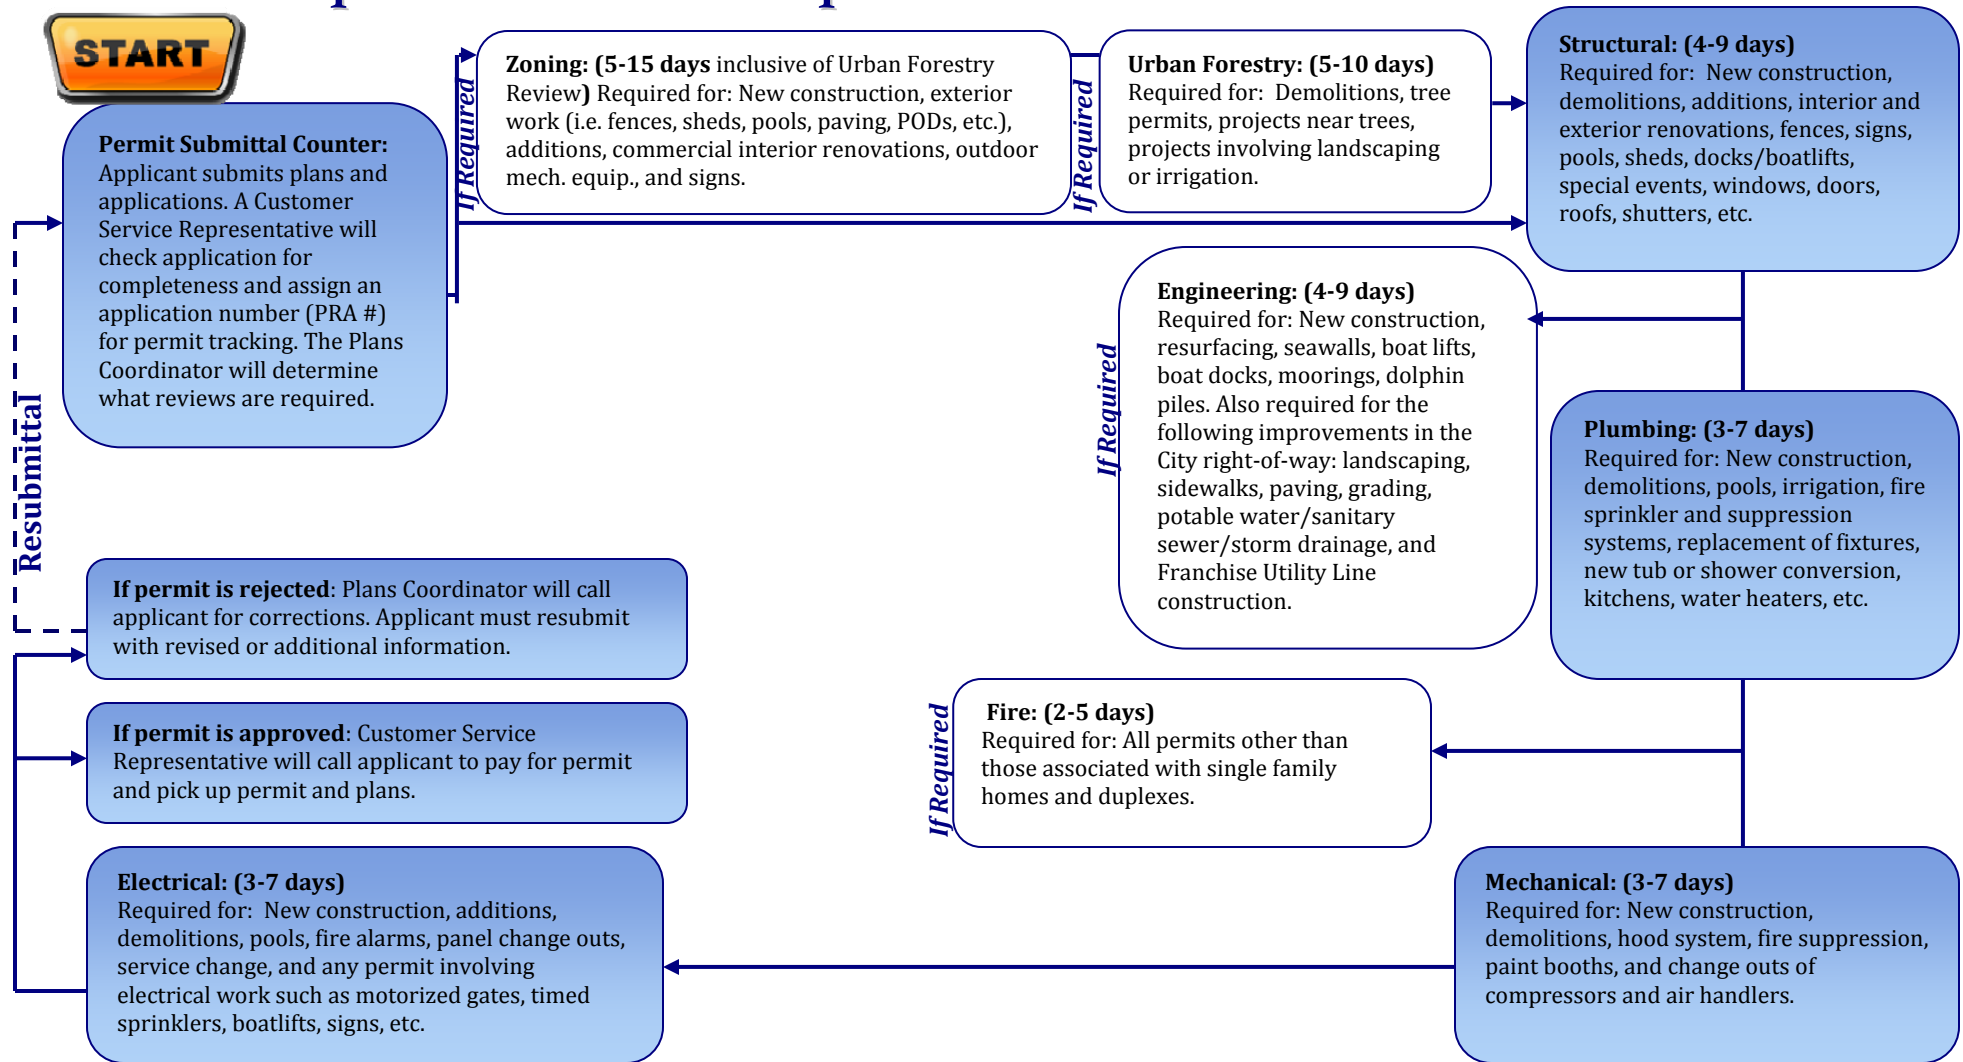 START
Permit Submittal Counter:
Applicant submits plans and
applications. A Customer
Service Representative will
check application for
completeness and assign an
application number (PRA #)
for permit tracking. The Plans
Coordinator will determine
what reviews are required.
If Required
Zoning: (5-15 days inclusive of Urban Forestry
Review) Required for: New construction, exterior
work (i.e. fences, sheds, pools, paving, PODs, etc.),
additions, commercial interior renovations, outdoor
mech. equip., and signs.
If Required
Urban Forestry: (5-10 days)
Required for: Demolitions, tree
permits, projects near trees,
projects involving landscaping
or irrigation.
Structural: (4-9 days)
Required for: New construction,
demolitions, additions, interior and
exterior renovations, fences, signs,
pools, sheds, docks/boatlifts,
special events, windows, doors,
roofs, shutters, etc.
If Required
Engineering: (4-9 days)
Required for: New construction,
resurfacing, seawalls, boat lifts,
boat docks, moorings, dolphin
piles. Also required for the
following improvements in the
City right-of-way: landscaping,
sidewalks, paving, grading,
potable water/sanitary
sewer/storm drainage, and
Franchise Utility Line
construction.
Plumbing: (3-7 days)
Required for: New construction,
demolitions, pools, irrigation, fire
sprinkler and suppression
systems, replacement of fixtures,
new tub or shower conversion,
kitchens, water heaters, etc.
If Required
Fire: (2-5 days)
Required for: All permits other than
those associated with single family
homes and duplexes.
Mechanical: (3-7 days)
Required for: New construction,
demolitions, hood system, fire suppression,
paint booths, and change outs of
compressors and air handlers.
Electrical: (3-7 days)
Required for: New construction, additions,
demolitions, pools, fire alarms, panel change outs,
service change, and any permit involving
electrical work such as motorized gates, timed
sprinklers, boatlifts, signs, etc.
If permit is approved: Customer Service
Representative will call applicant to pay for permit
and pick up permit and plans.
If permit is rejected: Plans Coordinator will call
applicant for corrections. Applicant must resubmit
with revised or additional information.
Resubmittal